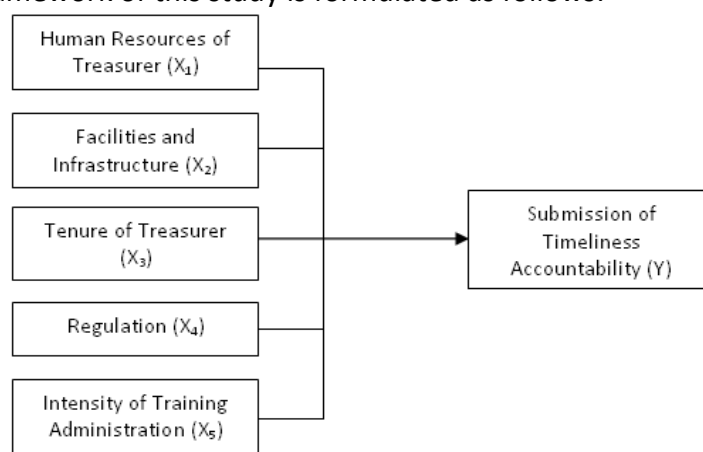 mework of this study is formulated as follows:
Human Resources of
Treasurer (X₁)
Facilities and
Infrastructure (X₂)
Tenure of Treasurer
(X₃)
Regulation (X₄)
Intensity of Training
Administration (X₅)
Submission of
Timeliness
Accountability (Y)